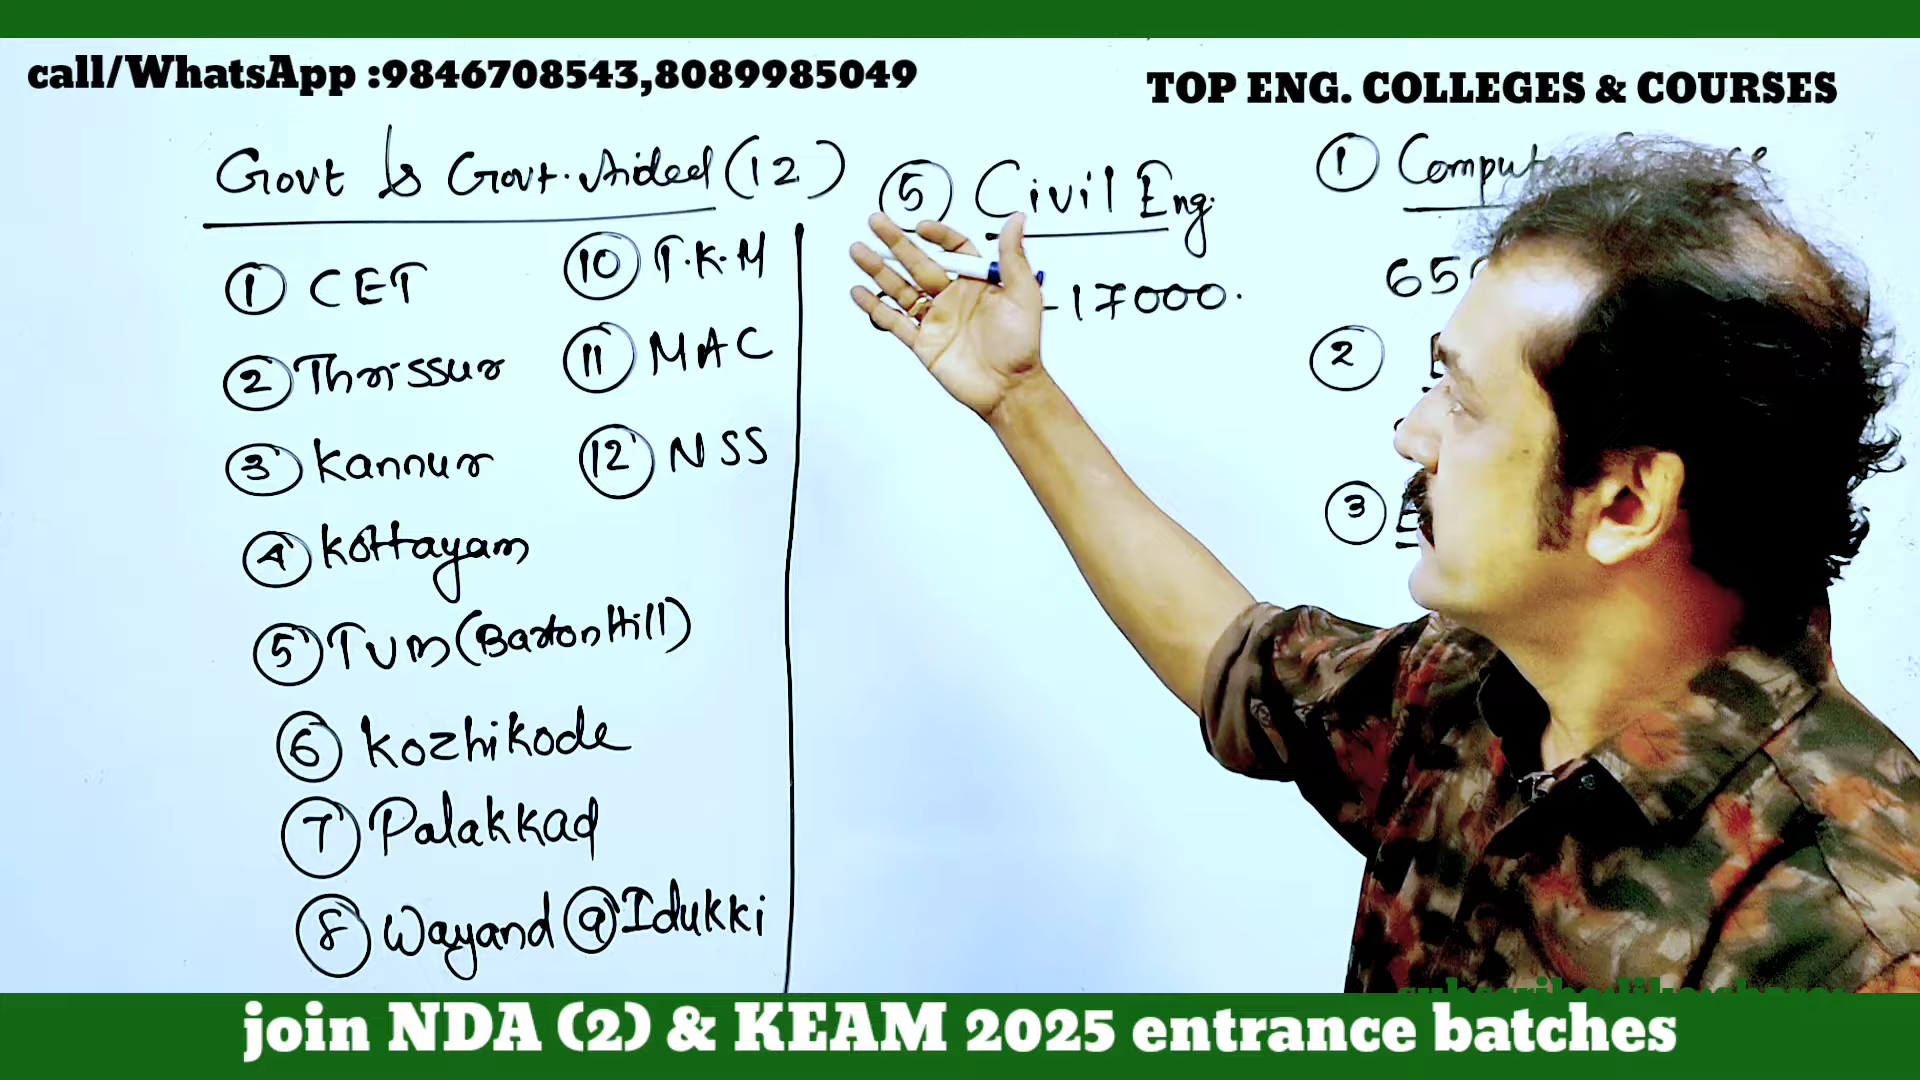 call/WhatsApp :9846708543,8089985049
TOP ENG. COLLEGES & COURSES
Govt & Govt. Aided (12)
① CET
② Thrissur
③ Kannur
④ Kottayam
⑤ TVM (Barton Hill)
⑥ Kozhikode
⑦ Palakkad
⑧ Wayand ⑨ Idukki
⑩ T.K.M
⑪ MAC
⑫ NSS
⑤ Civil Eng.
17000.
①
②
③
join NDA (2) & KEAM 2025 entrance batches